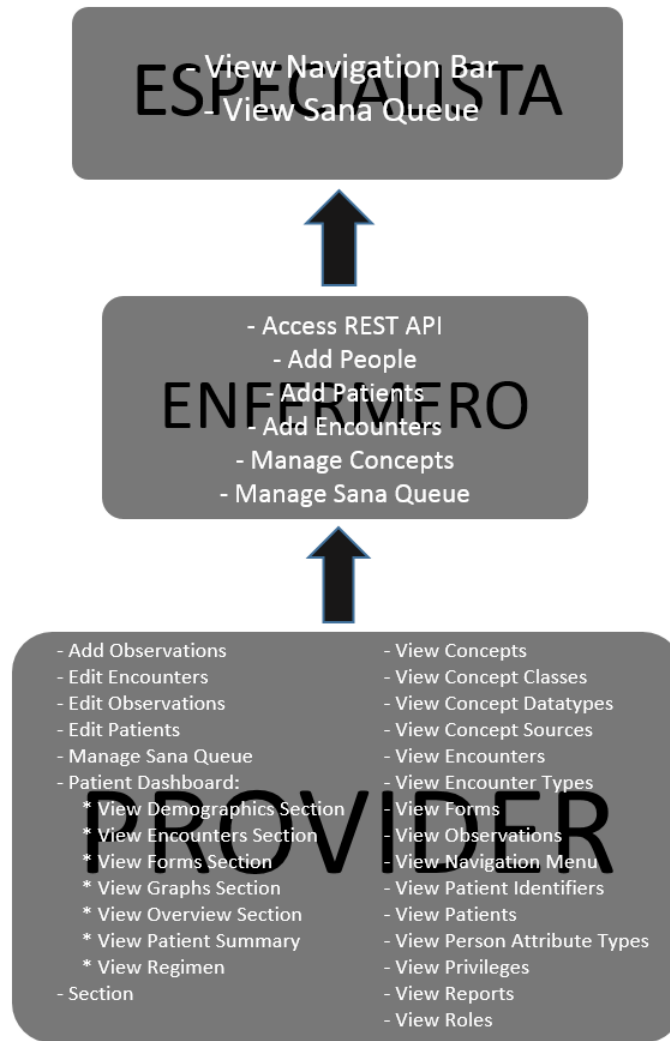 ESPECIALISTA
- View Navigation Bar
- View Sana Queue
ENFERMERO
- Access REST API
- Add People
- Add Patients
- Add Encounters
- Manage Concepts
- Manage Sana Queue
PROVIDER
- Add Observations
- Edit Encounters
- Edit Observations
- Edit Patients
- Manage Sana Queue
- Patient Dashboard:
* View Demographics Section
* View Encounters Section
* View Forms Section
* View Graphs Section
* View Overview Section
* View Patient Summary
* View Regimen
- Section
- View Concepts
- View Concept Classes
- View Concept Datatypes
- View Concept Sources
- View Encounters
- View Encounter Types
- View Forms
- View Observations
- View Navigation Menu
- View Patient Identifiers
- View Patients
- View Person Attribute Types
- View Privileges
- View Reports
- View Roles